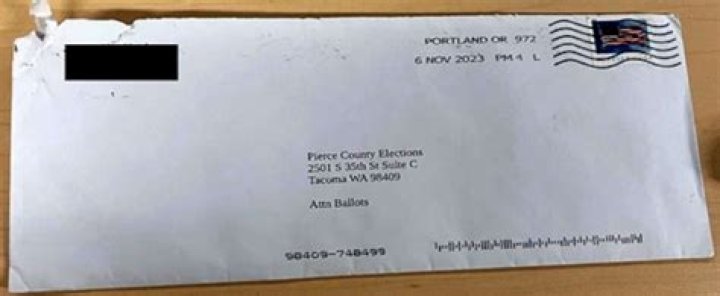 PORTLAND OR 972
6 NOV 2023 PM 4 L
Pierce County Elections
2501 S 35th St Suite C
Tacoma WA 98409
Attn Ballots
98409-748499